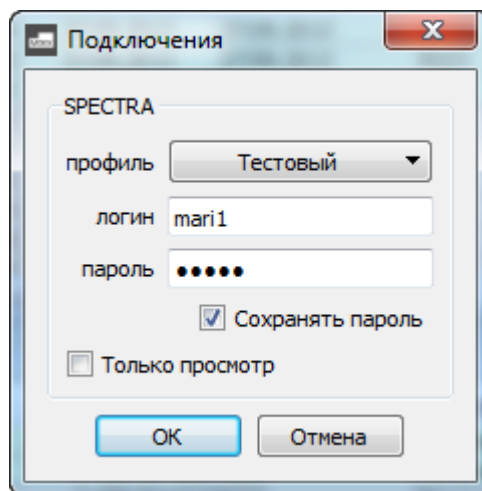 Подключения
SPECTRA
профиль Тестовый
логин mari1
пароль ●●●●●
Сохранять пароль
Только просмотр
OK Отмена